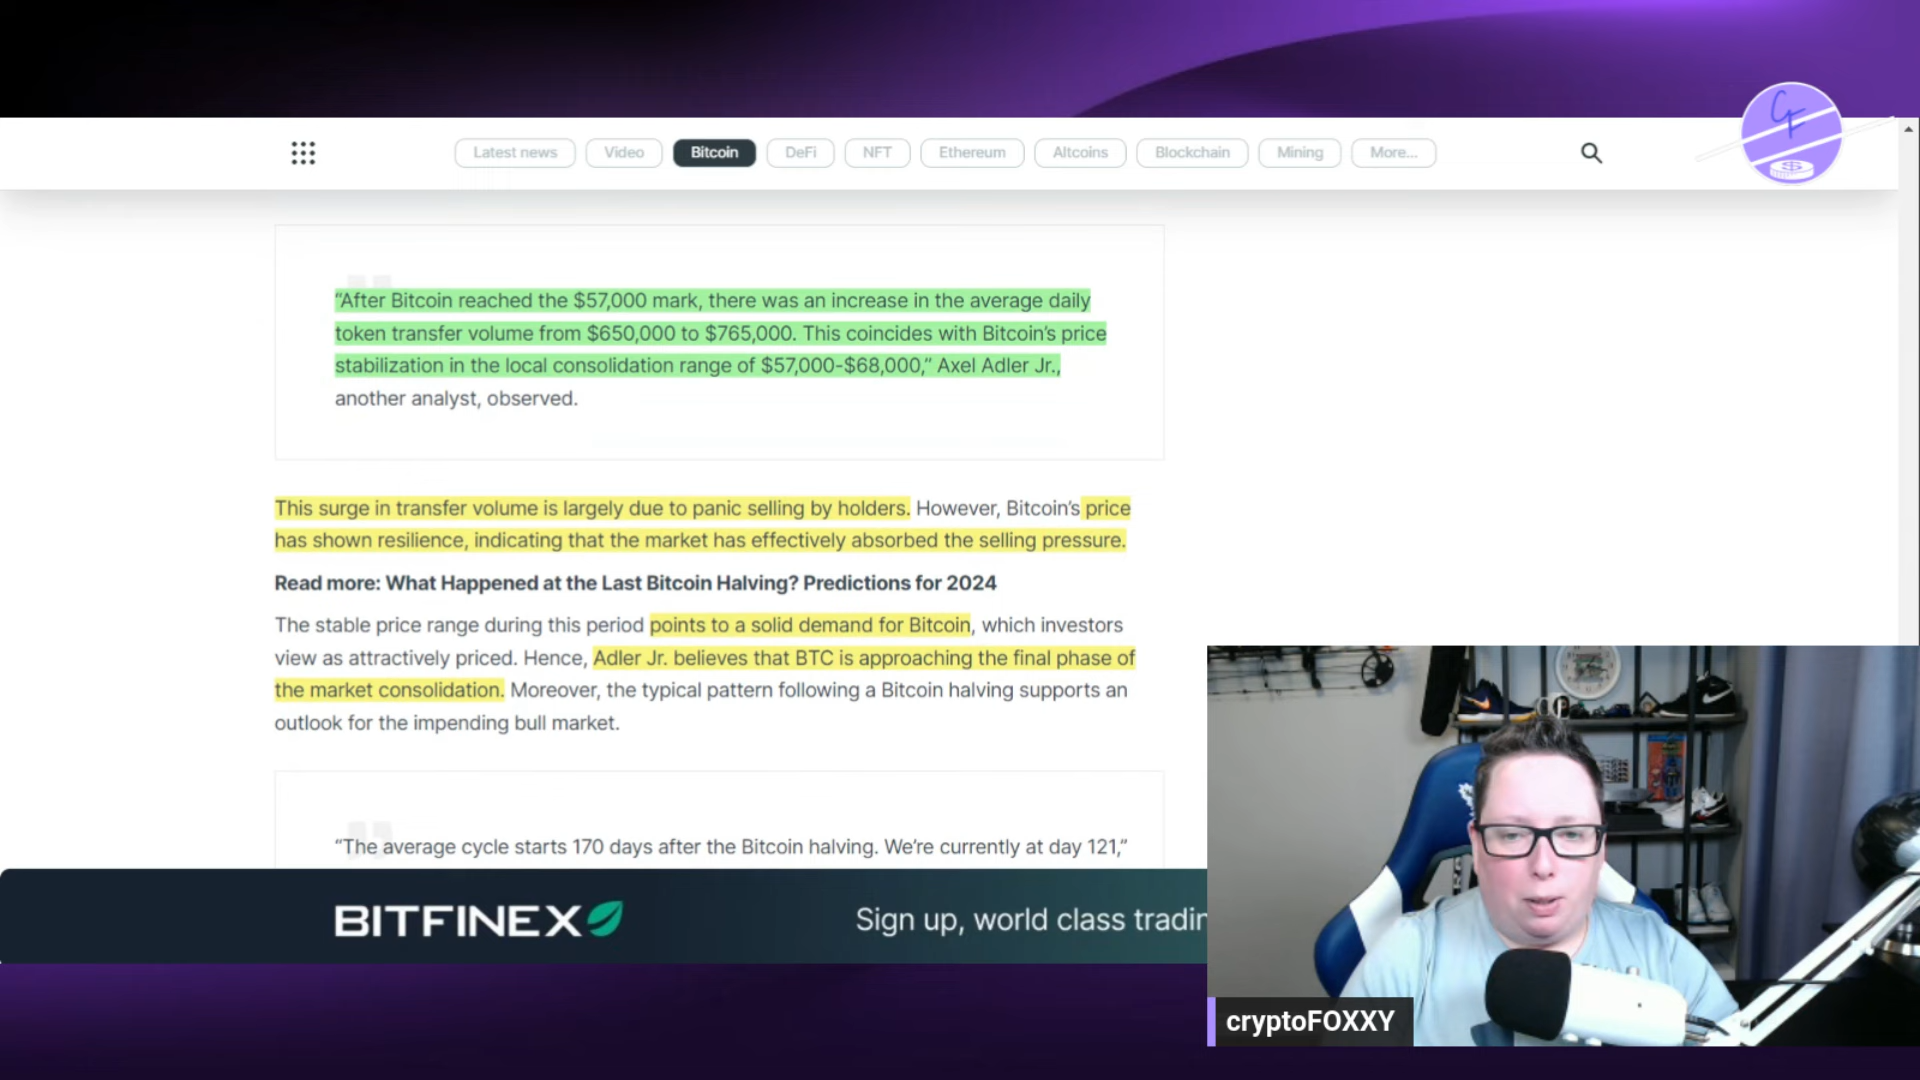 Latest news Video Bitcoin DeFi NFT Ethereum Altcoins Blockchain Mining More...
“After Bitcoin reached the $57,000 mark, there was an increase in the average daily
token transfer volume from $650,000 to $765,000. This coincides with Bitcoin’s price
stabilization in the local consolidation range of $57,000-$68,000,” Axel Adler Jr.,
another analyst, observed.
This surge in transfer volume is largely due to panic selling by holders. However, Bitcoin’s price
has shown resilience, indicating that the market has effectively absorbed the selling pressure.
Read more: What Happened at the Last Bitcoin Halving? Predictions for 2024
The stable price range during this period points to a solid demand for Bitcoin, which investors
view as attractively priced. Hence, Adler Jr. believes that BTC is approaching the final phase of
the market consolidation. Moreover, the typical pattern following a Bitcoin halving supports an
outlook for the impending bull market.
“The average cycle starts 170 days after the Bitcoin halving. We’re currently at day 121,”
BITFINEX
Sign up, world class tradin
cryptoFOXXY
CF
$